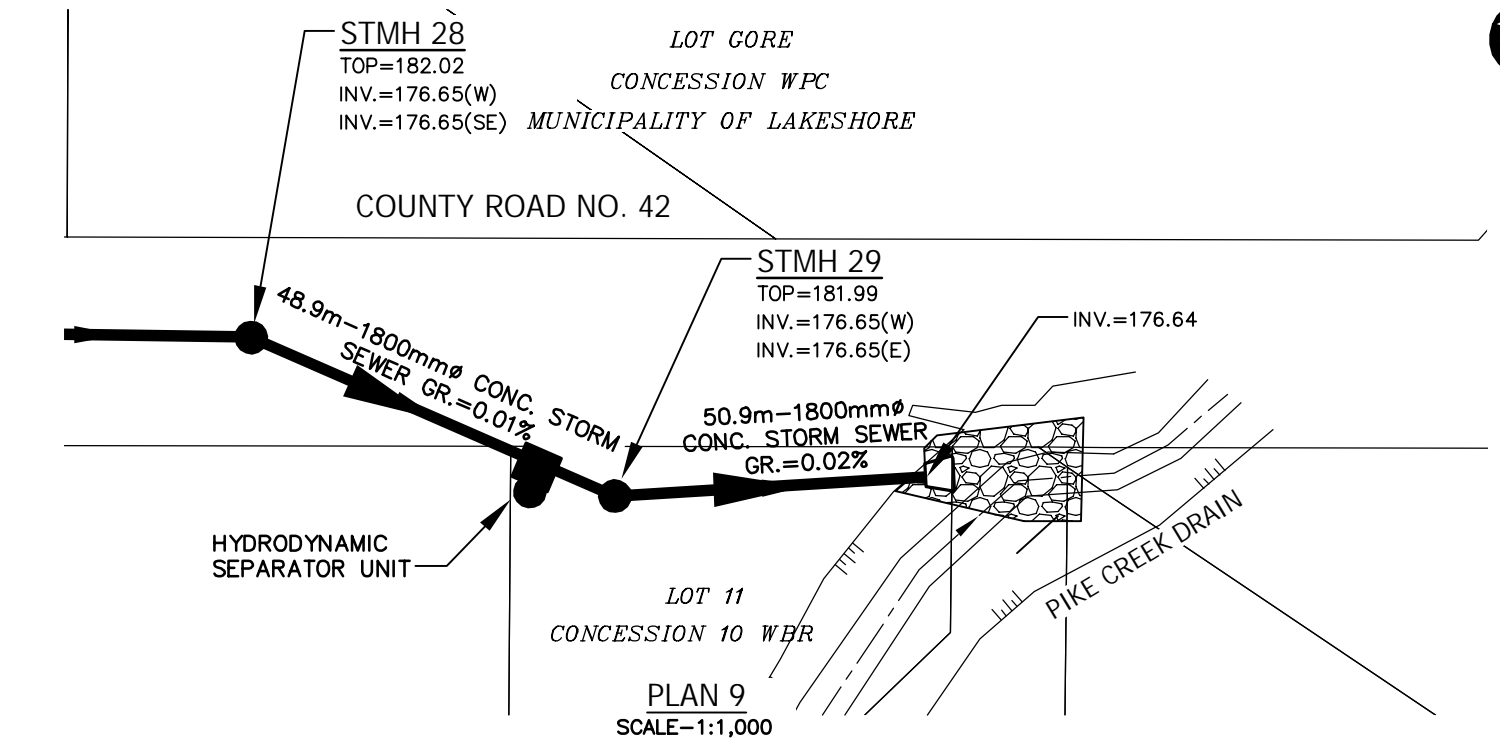 STMH 28
TOP=182.02
INV.=176.65(W)
INV.=176.65(SE)
LOT GORE
CONCESSION WPC
MUNICIPALITY OF LAKESHORE
COUNTY ROAD NO. 42
STMH 29
TOP=181.99
INV.=176.65(W)
INV.=176.65(E)
INV.=176.64
48.9m-1800mmø CONC. STORM
SEWER GR.=0.01%
50.9m-1800mmø
CONC. STORM SEWER
GR.=0.02%
HYDRODYNAMIC
SEPARATOR UNIT
PIKE CREEK DRAIN
LOT 11
CONCESSION 10 WBR
PLAN 9
SCALE-1:1,000